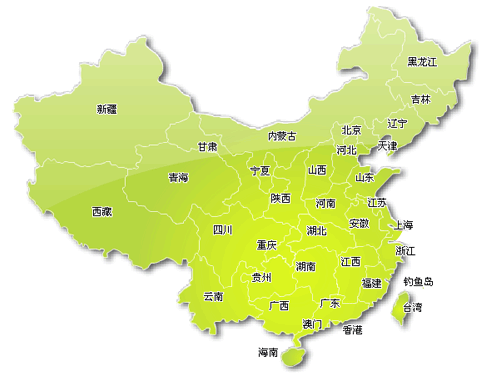 黑龙江
吉林
新疆
辽宁
北京
内蒙古
天津
甘肃
河北
宁夏
山西
青海
山东
陕西
河南
江苏
西藏
安徽
上海
四川
湖北
重庆
浙江
江西
湖南
贵州
钓鱼岛
福建
云南
广西
广东
台湾
澳门
香港
海南